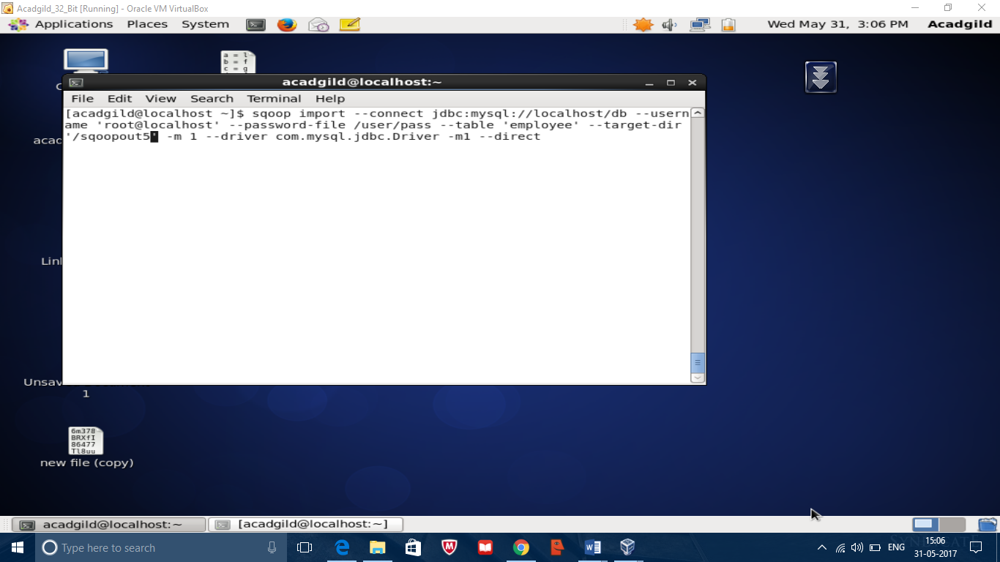 Acadgild_32_Bit [Running] - Oracle VM VirtualBox
Applications Places System Wed May 31, 3:06 PM Acadgild
a = l
b = f
c = g
acadgild@localhost:~
File Edit View Search Terminal Help
[acadgild@localhost ~]$ sqoop import --connect jdbc:mysql://localhost/db --usern
ame 'root@localhost' --password-file /user/pass --table 'employee' --target-dir
'/sqoopout5' -m 1 --driver com.mysql.jdbc.Driver -m1 --direct
C
acad
Linl
Unsav
1
6m378
BRXfI
86477
Tl8uu
new file (copy)
acadgild@localhost:~ [acadgild@localhost:~]
Type here to search
ENG
15:06
31-05-2017